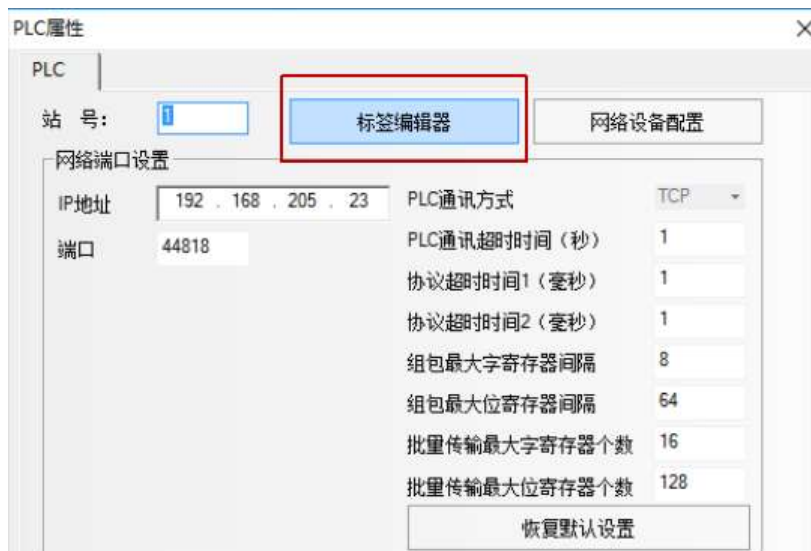 PLC属性
PLC
站 号： 1 标签编辑器 网络设备配置
网络端口设置
IP地址 192 . 168 . 205 . 23 PLC通讯方式 TCP
端口 44818 PLC通讯超时时间（秒） 1
协议超时时间1（毫秒） 1
协议超时时间2（毫秒） 1
组包最大字寄存器间隔 8
组包最大位寄存器间隔 64
批量传输最大字寄存器个数 16
批量传输最大位寄存器个数 128
恢复默认设置